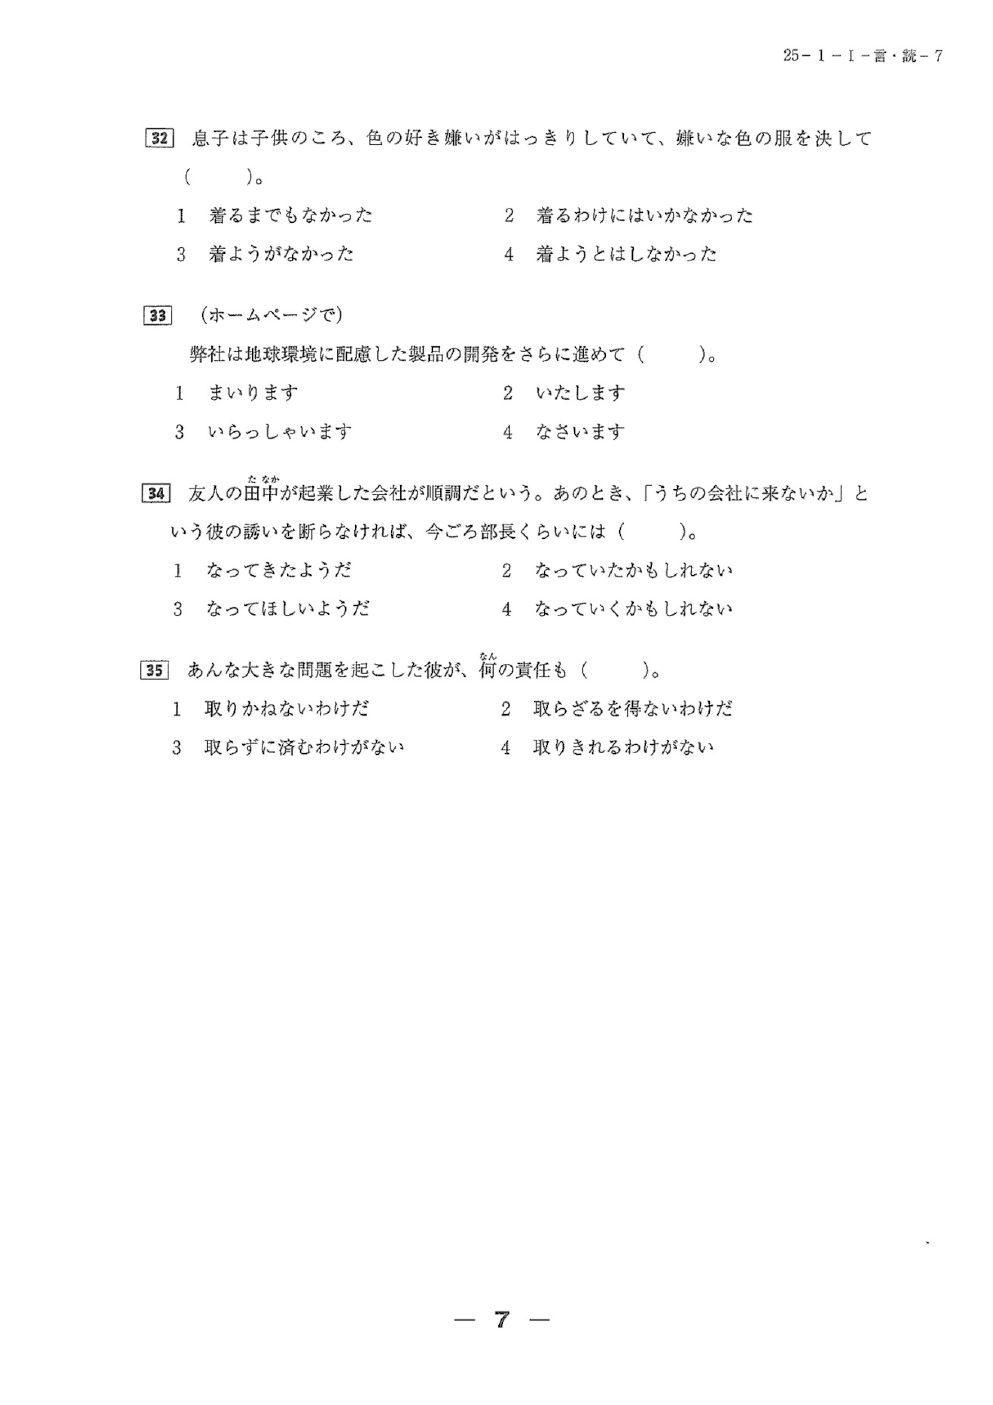 25-1-I-言・読-7
32 息子は子供のころ、色の好き嫌いがはっきりしていて、嫌いな色の服を決して
（　　　）。
1 着るまでもなかった 2 着るわけにはいかなかった
3 着ようがなかった 4 着ようとはしなかった
33 （ホームページで）
弊社は地球環境に配慮した製品の開発をさらに進めて（　　　）。
1 まいります 2 いたします
3 いらっしゃいます 4 なさいます
たなか
34 友人の田中が起業した会社が順調だという。あのとき、「うちの会社に来ないか」と
いう彼の誘いを断らなければ、今ごろ部長くらいには（　　　）。
1 なってきたようだ 2 なっていたかもしれない
3 なってほしいようだ 4 なっていくかもしれない
なん
35 あんな大きな問題を起こした彼が、何の責任も（　　　）。
1 取りかねないわけだ 2 取らざるを得ないわけだ
3 取らずに済むわけがない 4 取りきれるわけがない
— 7 —